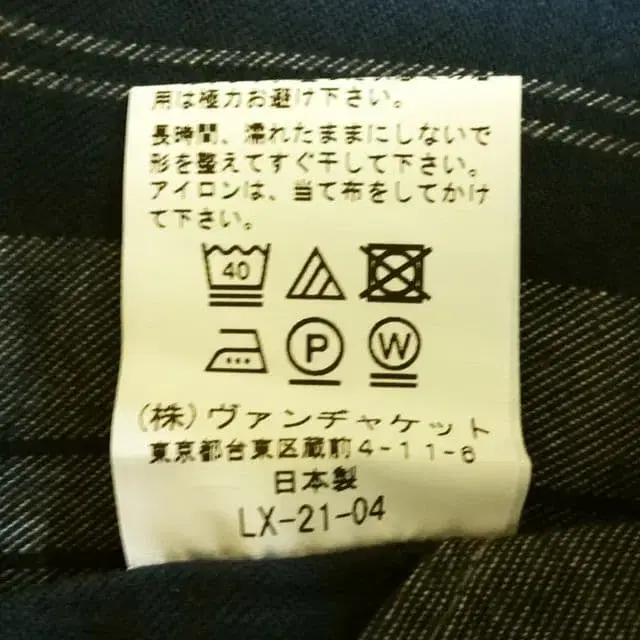 用は極力お避け下さい。
長時間、濡れたままにしないで
形を整えてすぐ干して下さい。
アイロンは、当て布をしてかけ
て下さい。
40
P W
(株)ヴァンヂャケット
東京都台東区蔵前4-11-6
日本製
LX-21-04